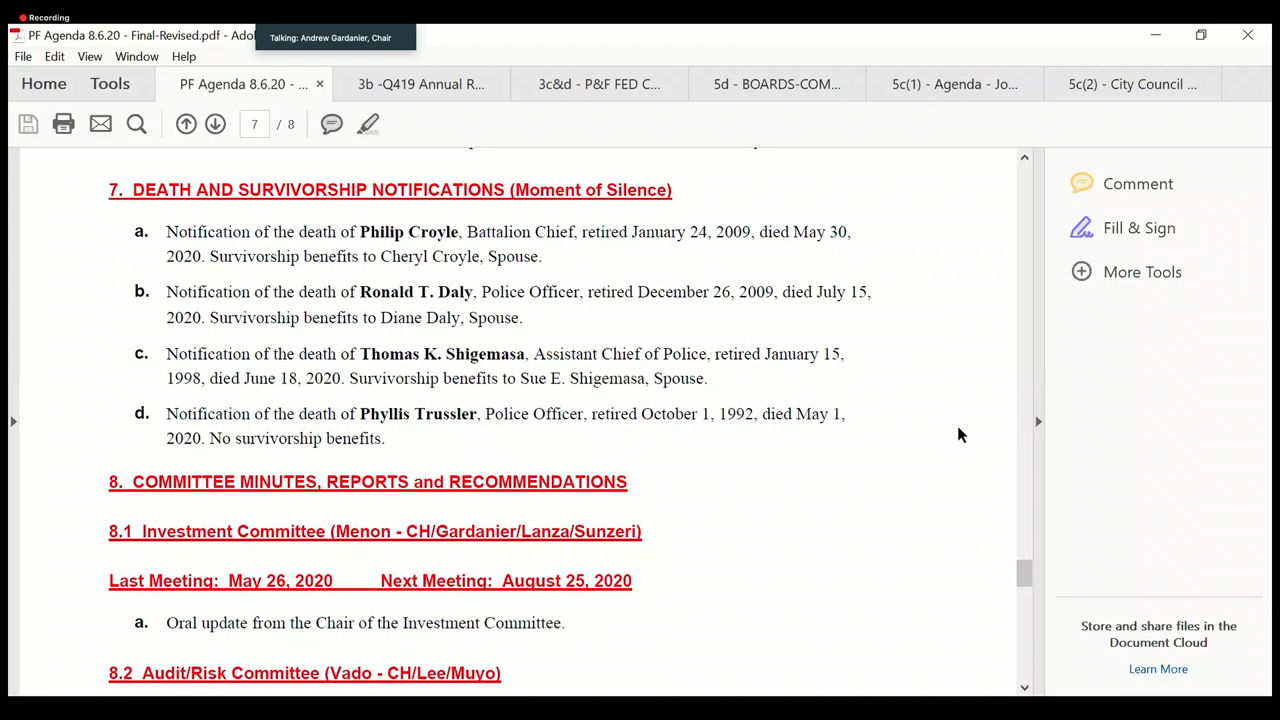 Recording
PF Agenda 8.6.20 - Final-Revised.pdf - Ado
Talking: Andrew Gardanier, Chair
File Edit View Window Help
Home Tools PF Agenda 8.6.20 - ... × 3b -Q419 Annual R... 3c&d - P&F FED C... 5d - BOARDS-COM... 5c(1) - Agenda - Jo... 5c(2) - City Council ...
7 / 8
7. DEATH AND SURVIVORSHIP NOTIFICATIONS (Moment of Silence)
a. Notification of the death of Philip Croyle, Battalion Chief, retired January 24, 2009, died May 30,
2020. Survivorship benefits to Cheryl Croyle, Spouse.
b. Notification of the death of Ronald T. Daly, Police Officer, retired December 26, 2009, died July 15,
2020. Survivorship benefits to Diane Daly, Spouse.
c. Notification of the death of Thomas K. Shigemasa, Assistant Chief of Police, retired January 15,
1998, died June 18, 2020. Survivorship benefits to Sue E. Shigemasa, Spouse.
d. Notification of the death of Phyllis Trussler, Police Officer, retired October 1, 1992, died May 1,
2020. No survivorship benefits.
8. COMMITTEE MINUTES, REPORTS and RECOMMENDATIONS
8.1 Investment Committee (Menon - CH/Gardanier/Lanza/Sunzeri)
Last Meeting: May 26, 2020 Next Meeting: August 25, 2020
a. Oral update from the Chair of the Investment Committee.
8.2 Audit/Risk Committee (Vado - CH/Lee/Muyo)
Comment
Fill & Sign
More Tools
Store and share files in the
Document Cloud
Learn More